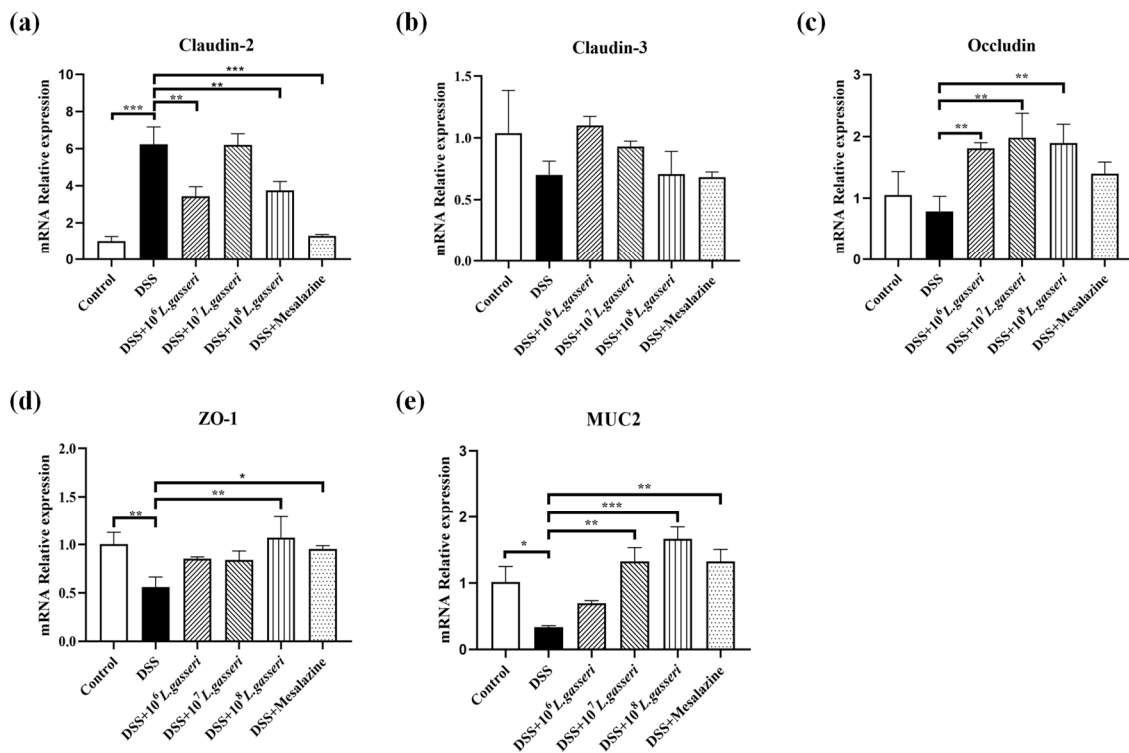 (a)
Claudin-2
mRNA Relative expression
10
8
6
4
2
0
***
**
**
***
Control
DSS
DSS+10⁶L.gasseri
DSS+10⁷L.gasseri
DSS+10⁸L.gasseri
DSS+Mesalazine
(b)
Claudin-3
mRNA Relative expression
1.5
1.0
0.5
0.0
Control
DSS
DSS+10⁶L.gasseri
DSS+10⁷L.gasseri
DSS+10⁸L.gasseri
DSS+Mesalazine
(c)
Occludin
mRNA Relative expression
3
2
1
0
**
**
**
Control
DSS
DSS+10⁶L.gasseri
DSS+10⁷L.gasseri
DSS+10⁸L.gasseri
DSS+Mesalazine
(d)
ZO-1
mRNA Relative expression
2.0
1.5
1.0
0.5
0.0
*
**
**
Control
DSS
DSS+10⁶L.gasseri
DSS+10⁷L.gasseri
DSS+10⁸L.gasseri
DSS+Mesalazine
(e)
MUC2
mRNA Relative expression
3
2
1
0
**
***
**
*
Control
DSS
DSS+10⁶L.gasseri
DSS+10⁷L.gasseri
DSS+10⁸L.gasseri
DSS+Mesalazine